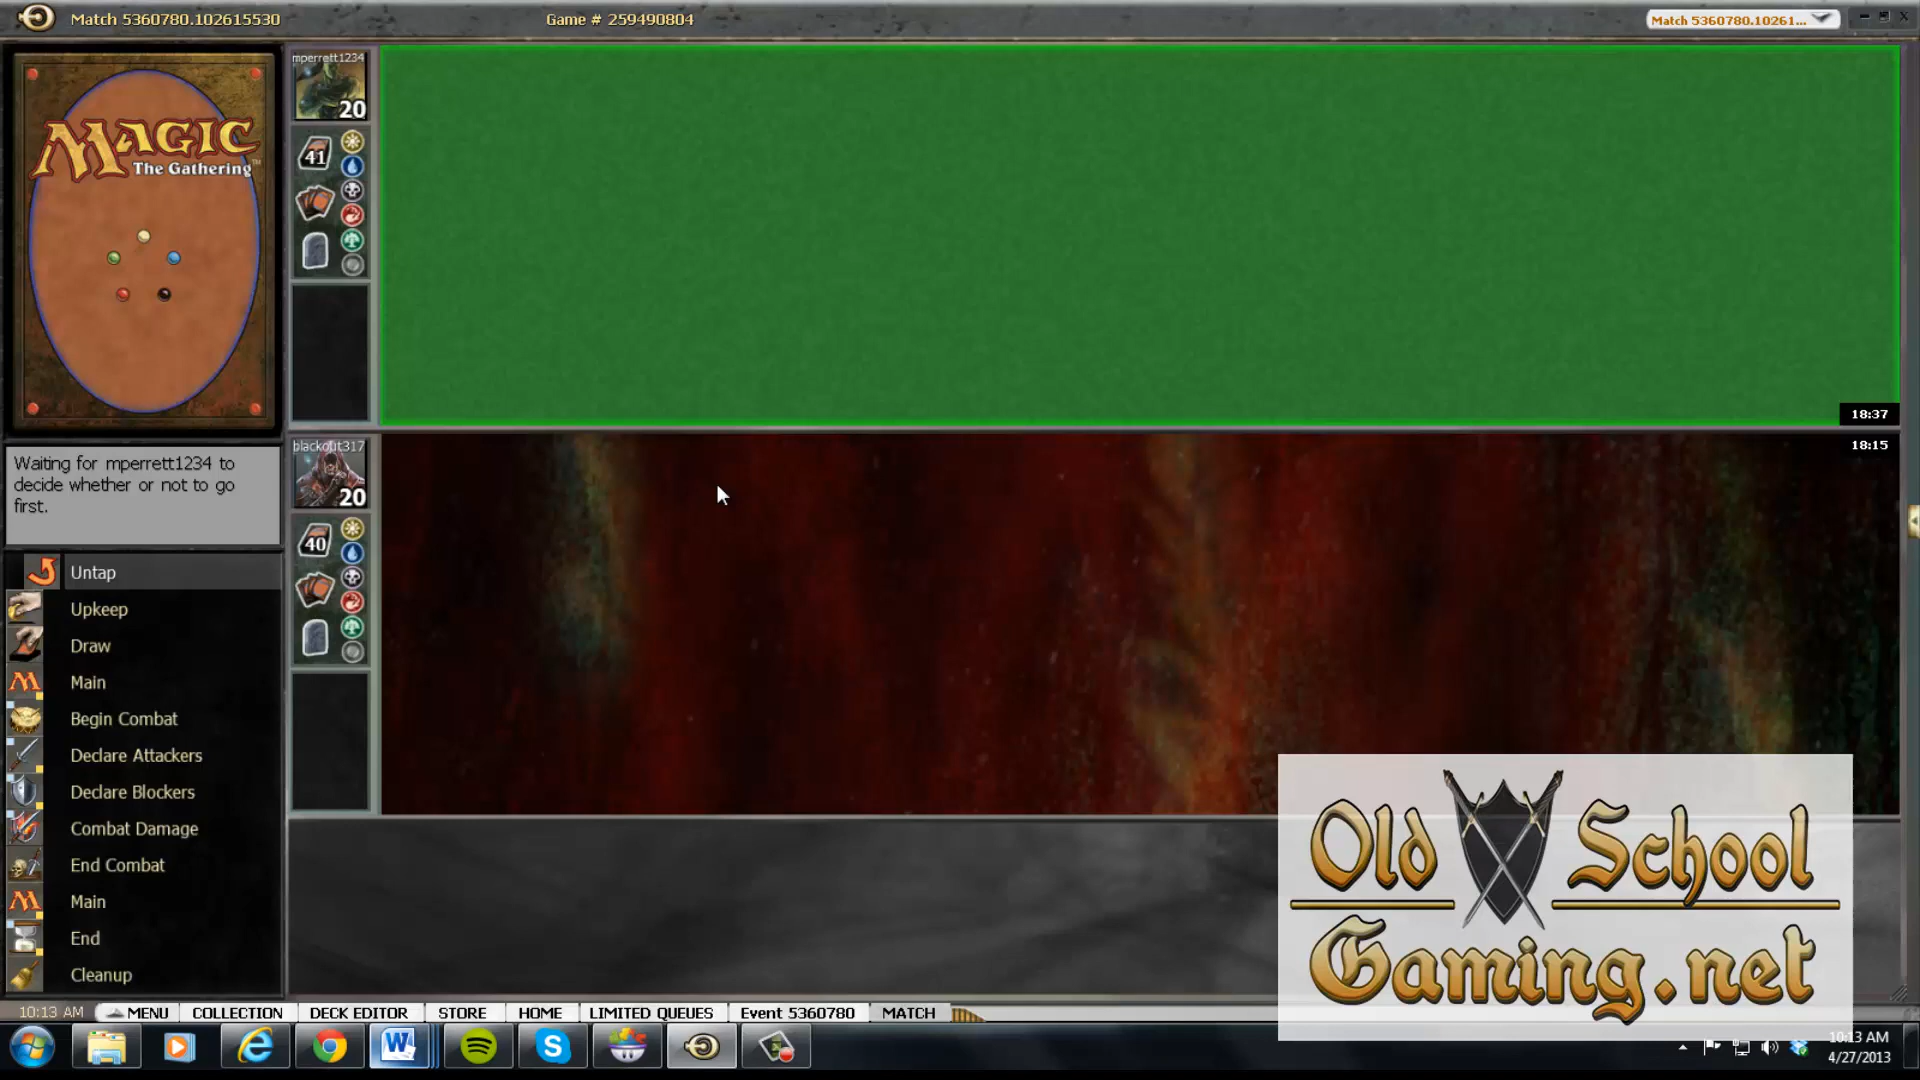 Match 5360780.102615530
Game # 259490804
Match 5360780.10261...
MAGIC
The Gathering™
mperrett1234
20
41
18:37
blackout317
20
40
18:15
Waiting for mperrett1234 to
decide whether or not to go
first.
Untap
Upkeep
Draw
Main
Begin Combat
Declare Attackers
Declare Blockers
Combat Damage
End Combat
Main
End
Cleanup
Old School
Gaming.net
10:13 AM
MENU
COLLECTION
DECK EDITOR
STORE
HOME
LIMITED QUEUES
Event 5360780
MATCH
10:13 AM
4/27/2013